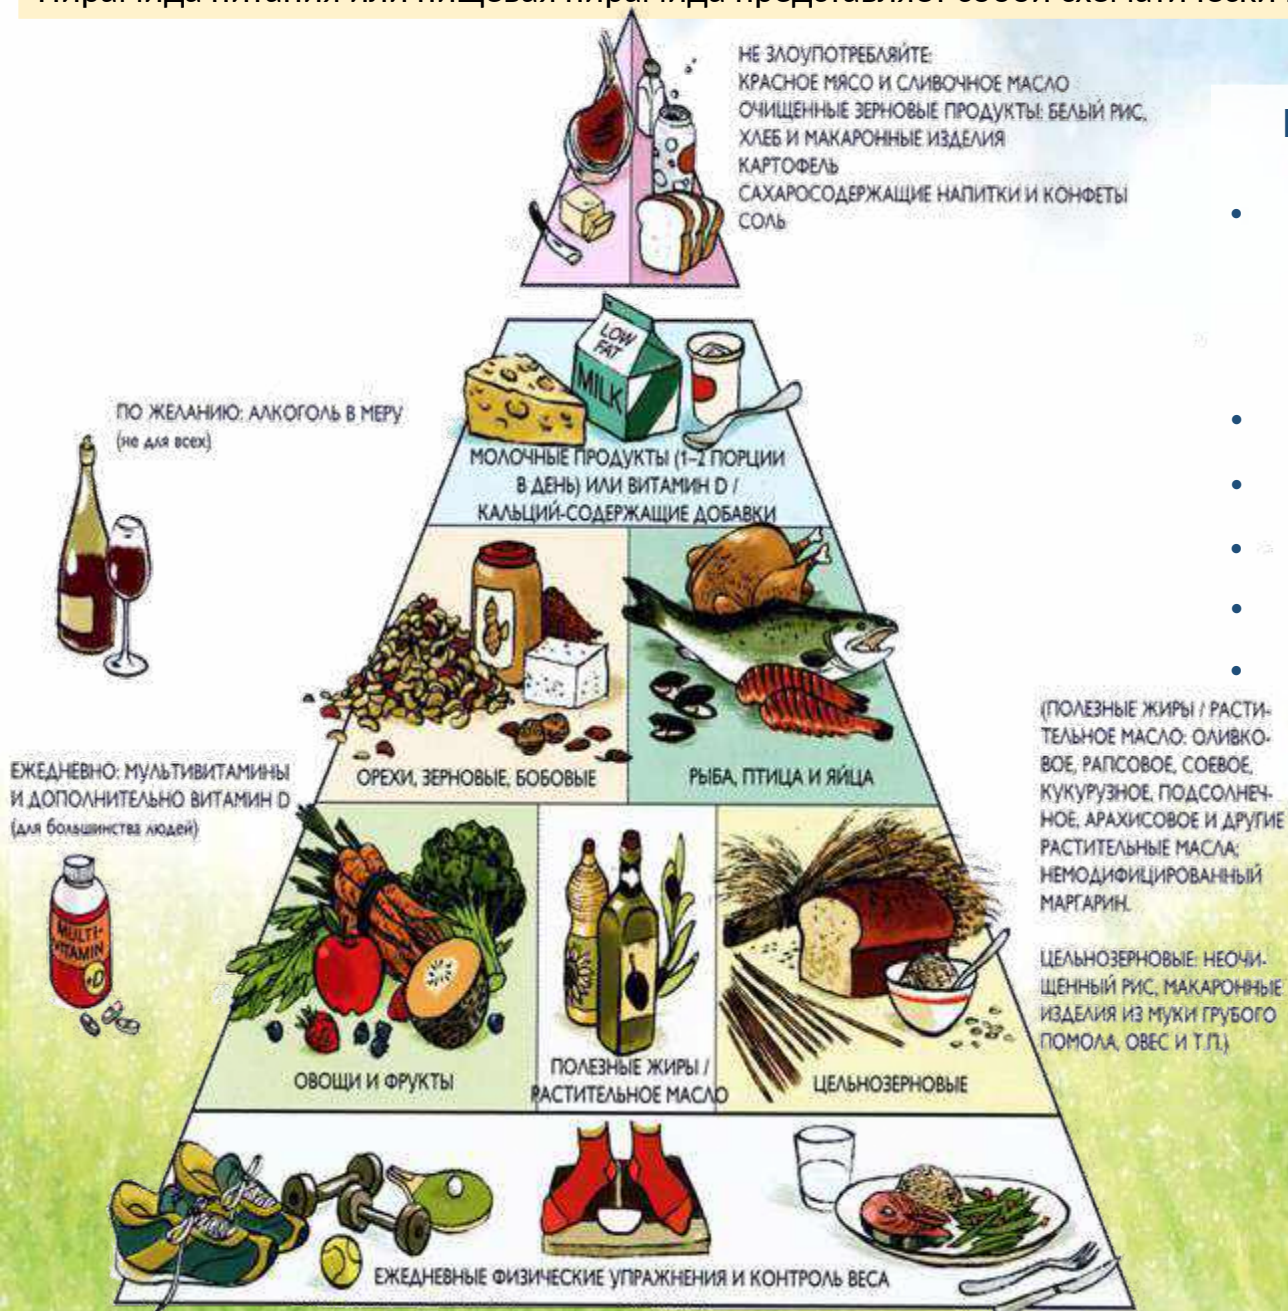 НЕ ЗЛОУПОТРЕБЛЯЙТЕ:
КРАСНОЕ МЯСО И СЛИВОЧНОЕ МАСЛО
ОЧИЩЕННЫЕ ЗЕРНОВЫЕ ПРОДУКТЫ: БЕЛЫЙ РИС,
ХЛЕБ И МАКАРОННЫЕ ИЗДЕЛИЯ
КАРТОФЕЛЬ
САХАРОСОДЕРЖАЩИЕ НАПИТКИ И КОНФЕТЫ
СОЛЬ
LOW
FAT
MILK
МОЛОЧНЫЕ ПРОДУКТЫ (1–2 ПОРЦИИ
В ДЕНЬ) ИЛИ ВИТАМИН D /
КАЛЬЦИЙ-СОДЕРЖАЩИЕ ДОБАВКИ
ПО ЖЕЛАНИЮ: АЛКОГОЛЬ В МЕРУ
(не для всех)
ОРЕХИ, ЗЕРНОВЫЕ, БОБОВЫЕ
РЫБА, ПТИЦА И ЯЙЦА
ЕЖЕДНЕВНО: МУЛЬТИВИТАМИНЫ
И ДОПОЛНИТЕЛЬНО ВИТАМИН D
(для большинства людей)
MULTI-
VITAMIN
+D
(ПОЛЕЗНЫЕ ЖИРЫ / РАСТИ-
ТЕЛЬНОЕ МАСЛО: ОЛИВКО-
ВОЕ, РАПСОВОЕ, СОЕВОЕ,
КУКУРУЗНОЕ, ПОДСОЛНЕЧ-
НОЕ, АРАХИСОВОЕ И ДРУГИЕ
РАСТИТЕЛЬНЫЕ МАСЛА;
НЕМОДИФИЦИРОВАННЫЙ
МАРГАРИН.
ЦЕЛЬНОЗЕРНОВЫЕ: НЕОЧИ-
ЩЕННЫЙ РИС, МАКАРОННЫЕ
ИЗДЕЛИЯ ИЗ МУКИ ГРУБОГО
ПОМОЛА, ОВЕС И Т.П.)
ОВОЩИ И ФРУКТЫ
ПОЛЕЗНЫЕ ЖИРЫ /
РАСТИТЕЛЬНОЕ МАСЛО
ЦЕЛЬНОЗЕРНОВЫЕ
ЕЖЕДНЕВНЫЕ ФИЗИЧЕСКИЕ УПРАЖНЕНИЯ И КОНТРОЛЬ ВЕСА